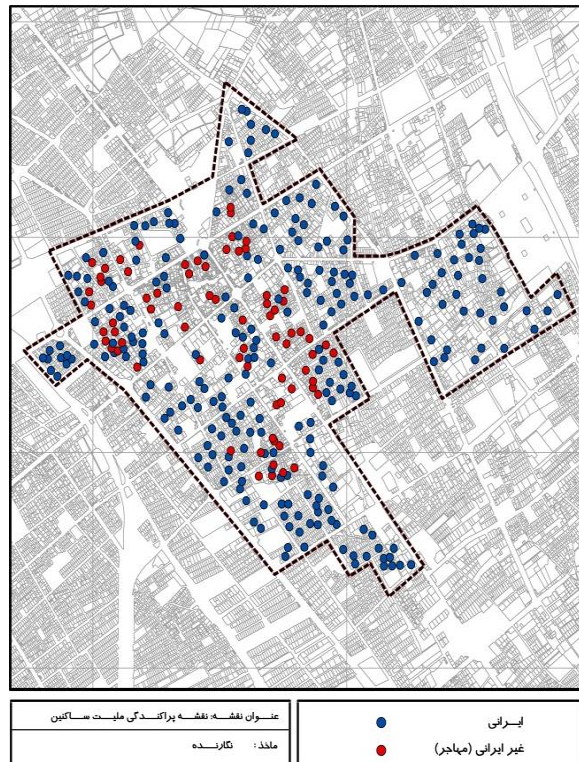 عنوان نقشه: نقشه پراکندگی ملیت ساکنین
ماخذ: نگارنده
ایرانی
غیر ایرانی (مهاجر)